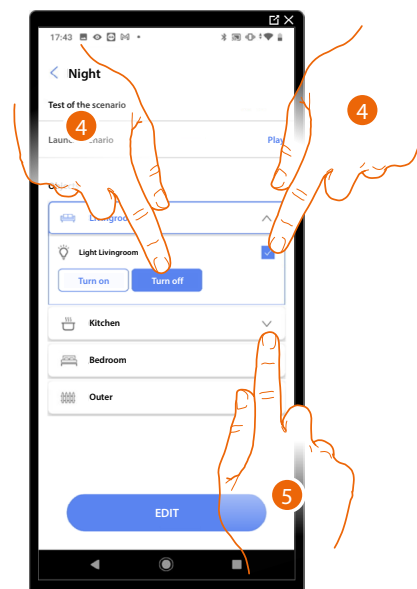 17:43
Night
Test of the scenario
4
4
Play
Light Livingroom
Turn on
Turn off
Kitchen
Bedroom
Outer
5
EDIT